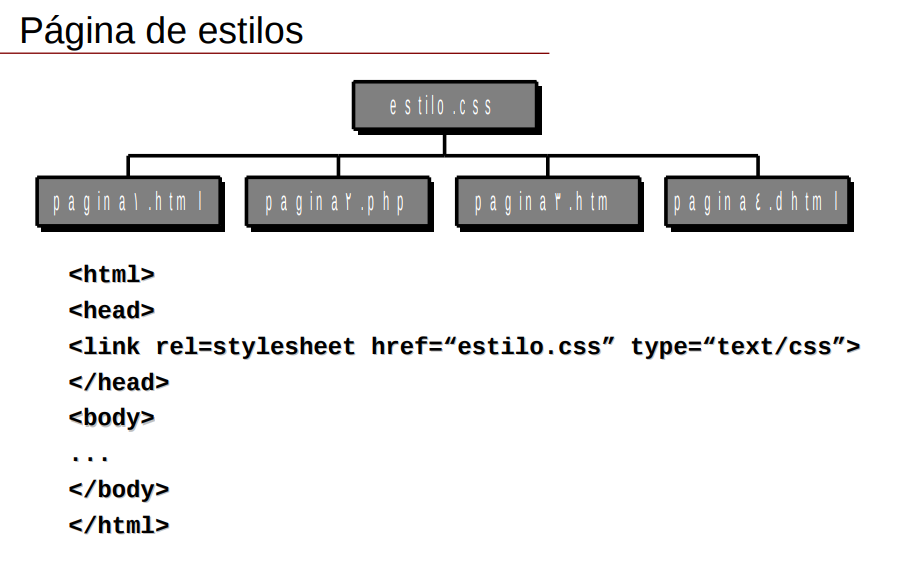 Página de estilos
estilo.css
pagina١.html
pagina٢.php
pagina٣.htm
pagina٤.dhtml
<html>
<head>
<link rel=stylesheet href=“estilo.css” type=“text/css”>
</head>
<body>
...
</body>
</html>